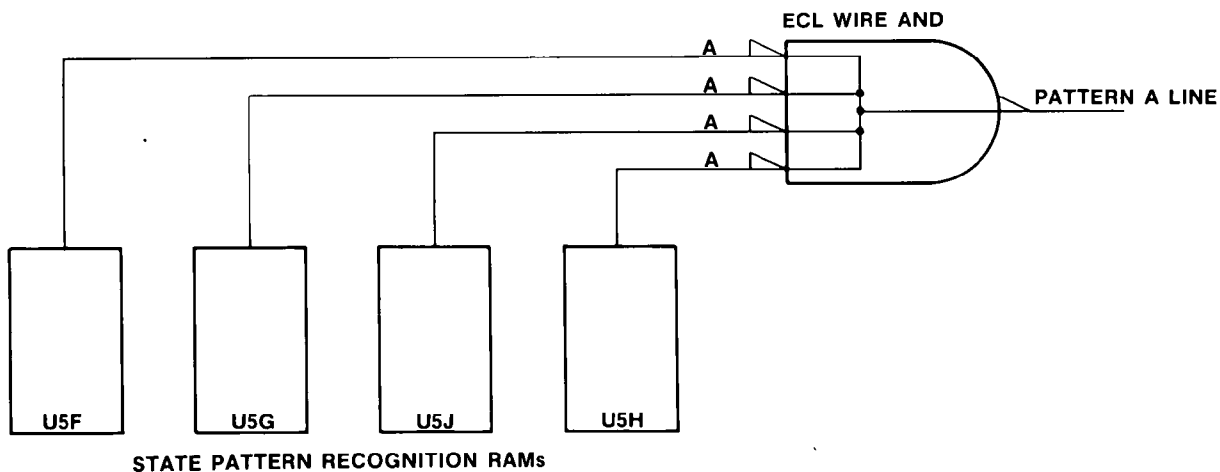 ECL WIRE AND
A
A
A
A
PATTERN A LINE
U5F
U5G
U5J
U5H
STATE PATTERN RECOGNITION RAMs